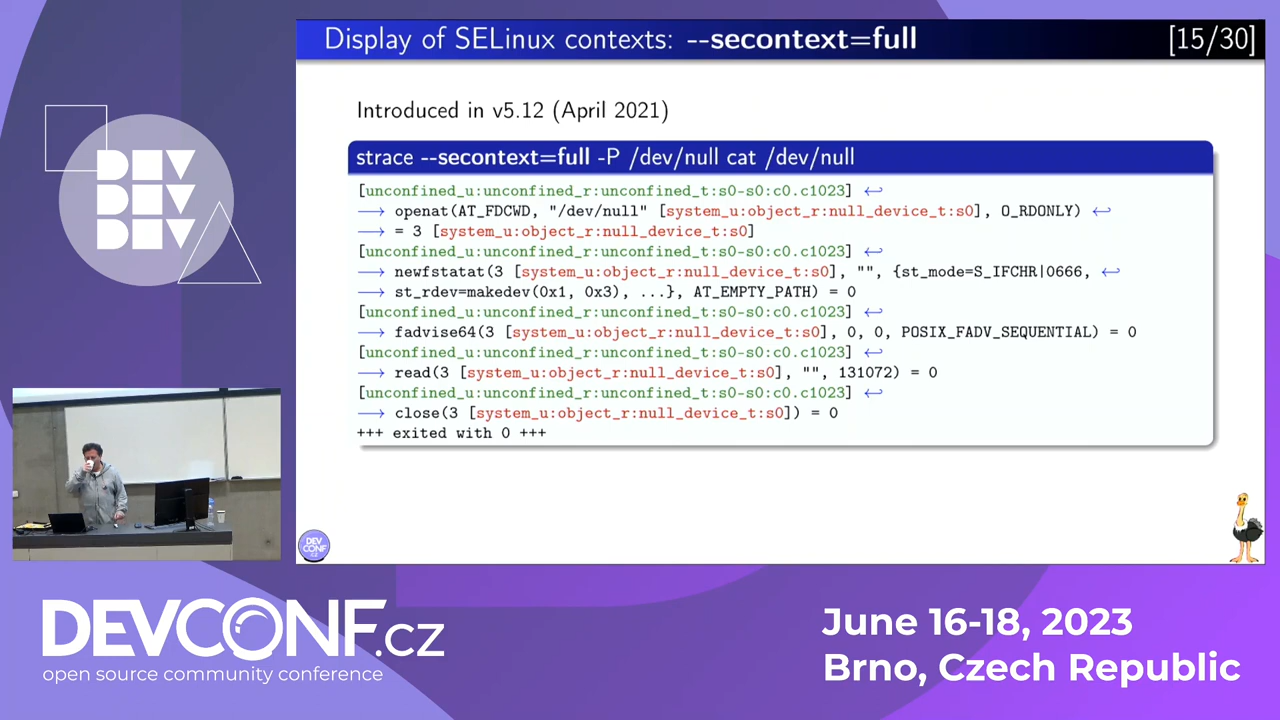 Display of SELinux contexts: --secontext=full [15/30]
Introduced in v5.12 (April 2021)
strace --secontext=full -P /dev/null cat /dev/null
[unconfined_u:unconfined_r:unconfined_t:s0-s0:c0.c1023] ↩
→ openat(AT_FDCWD, "/dev/null" [system_u:object_r:null_device_t:s0], O_RDONLY) ↩
→ = 3 [system_u:object_r:null_device_t:s0]
[unconfined_u:unconfined_r:unconfined_t:s0-s0:c0.c1023] ↩
→ newfstatat(3 [system_u:object_r:null_device_t:s0], "", {st_mode=S_IFCHR|0666, ↩
→ st_rdev=makedev(0x1, 0x3), ...}, AT_EMPTY_PATH) = 0
[unconfined_u:unconfined_r:unconfined_t:s0-s0:c0.c1023] ↩
→ fadvise64(3 [system_u:object_r:null_device_t:s0], 0, 0, POSIX_FADV_SEQUENTIAL) = 0
[unconfined_u:unconfined_r:unconfined_t:s0-s0:c0.c1023] ↩
→ read(3 [system_u:object_r:null_device_t:s0], "", 131072) = 0
[unconfined_u:unconfined_r:unconfined_t:s0-s0:c0.c1023] ↩
→ close(3 [system_u:object_r:null_device_t:s0]) = 0
+++ exited with 0 +++
DEV
DEV
DEV
DEV
CONF
CZ
DEVCONF.cz
open source community conference
June 16-18, 2023
Brno, Czech Republic